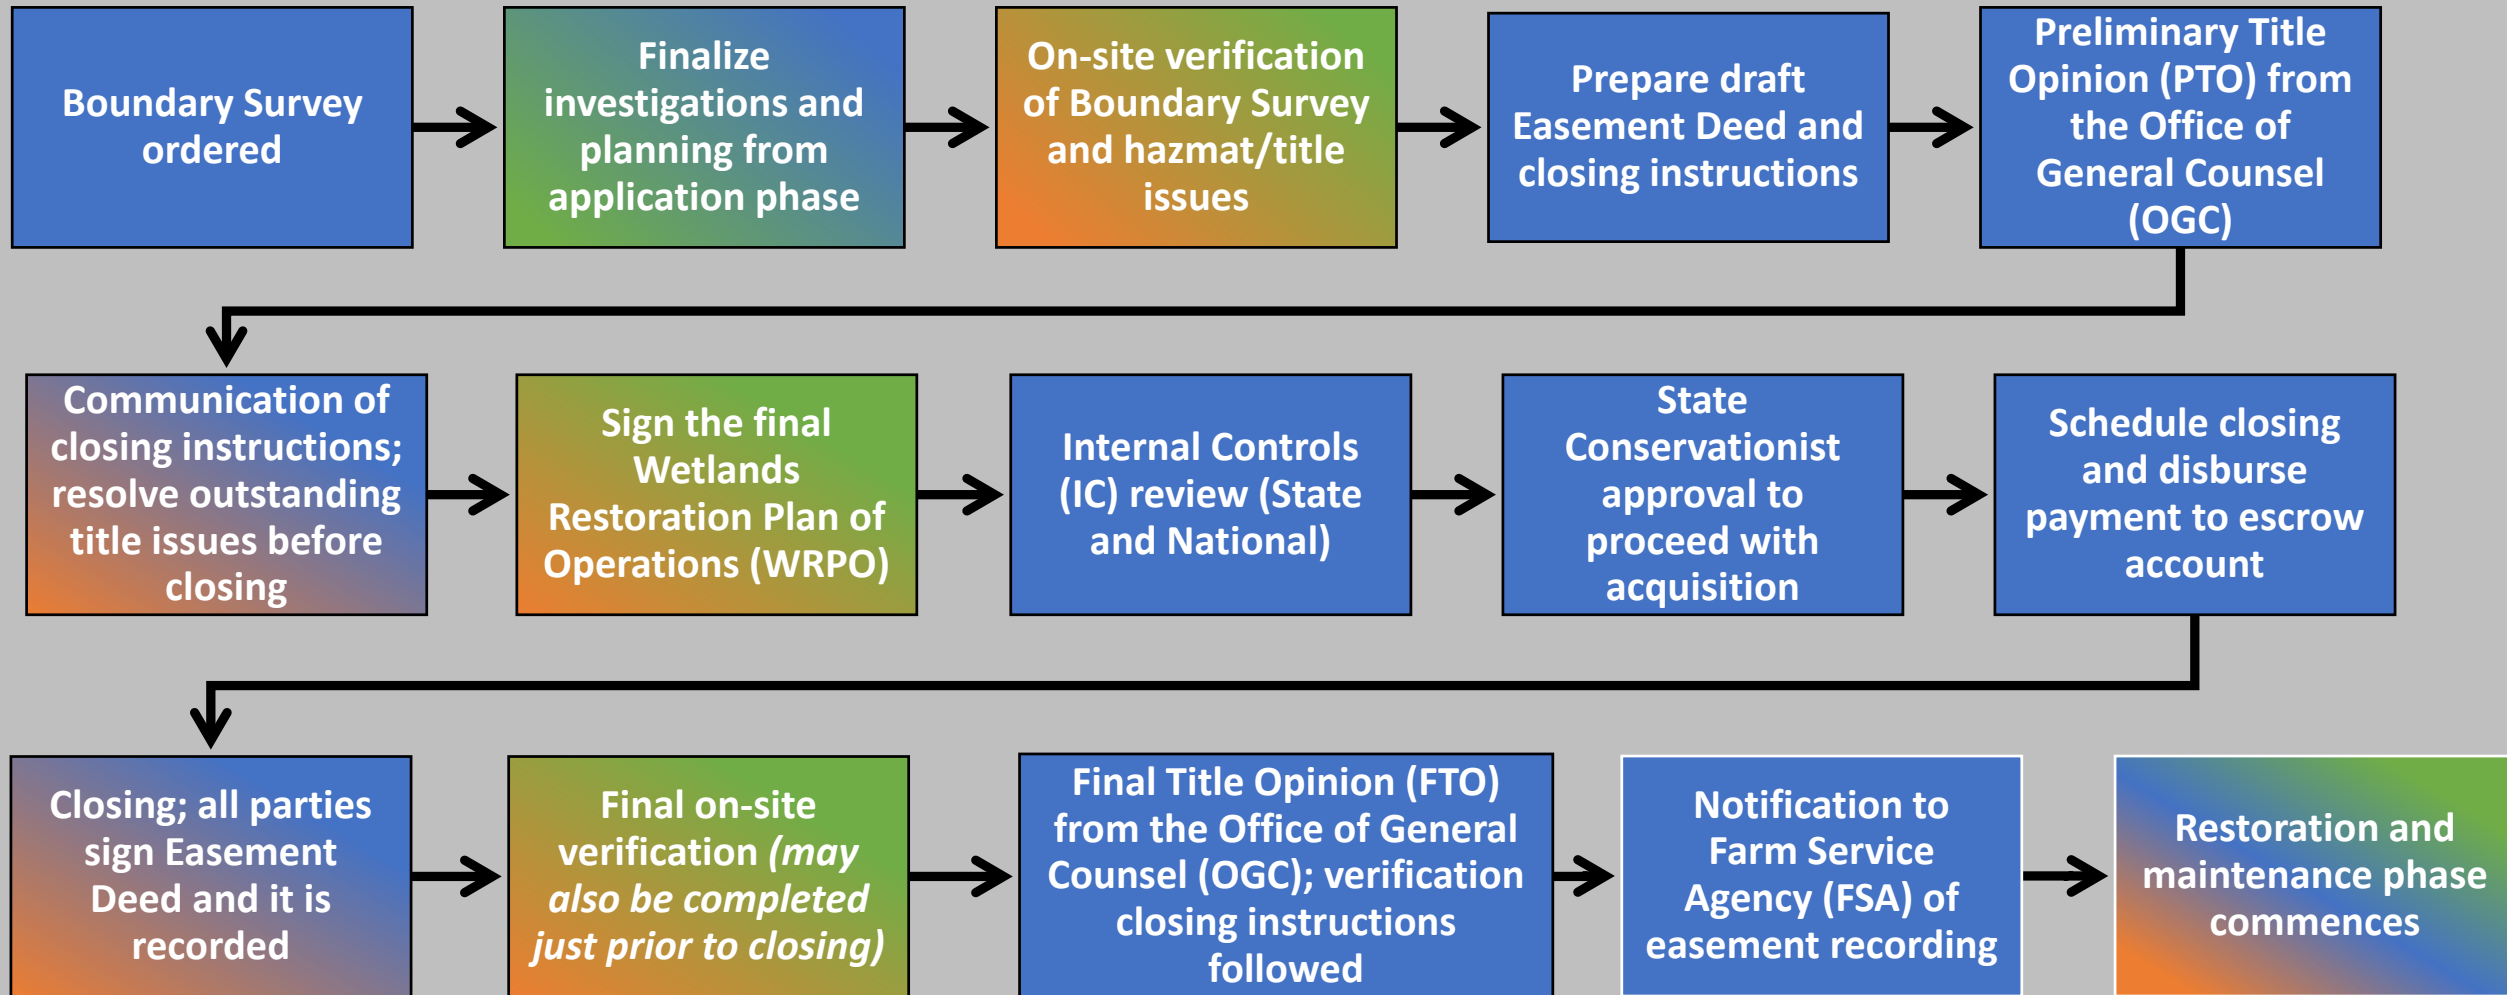 Boundary Survey
ordered
Finalize
investigations and
planning from
application phase
On-site verification
of Boundary Survey
and hazmat/title
issues
Prepare draft
Easement Deed and
closing instructions
Preliminary Title
Opinion (PTO) from
the Office of
General Counsel
(OGC)
Communication of
closing instructions;
resolve outstanding
title issues before
closing
Sign the final
Wetlands
Restoration Plan of
Operations (WRPO)
Internal Controls
(IC) review (State
and National)
State
Conservationist
approval to
proceed with
acquisition
Schedule closing
and disburse
payment to escrow
account
Closing; all parties
sign Easement
Deed and it is
recorded
Final on-site
verification (may
also be completed
just prior to closing)
Final Title Opinion (FTO)
from the Office of General
Counsel (OGC); verification
closing instructions
followed
Notification to
Farm Service
Agency (FSA) of
easement recording
Restoration and
maintenance phase
commences